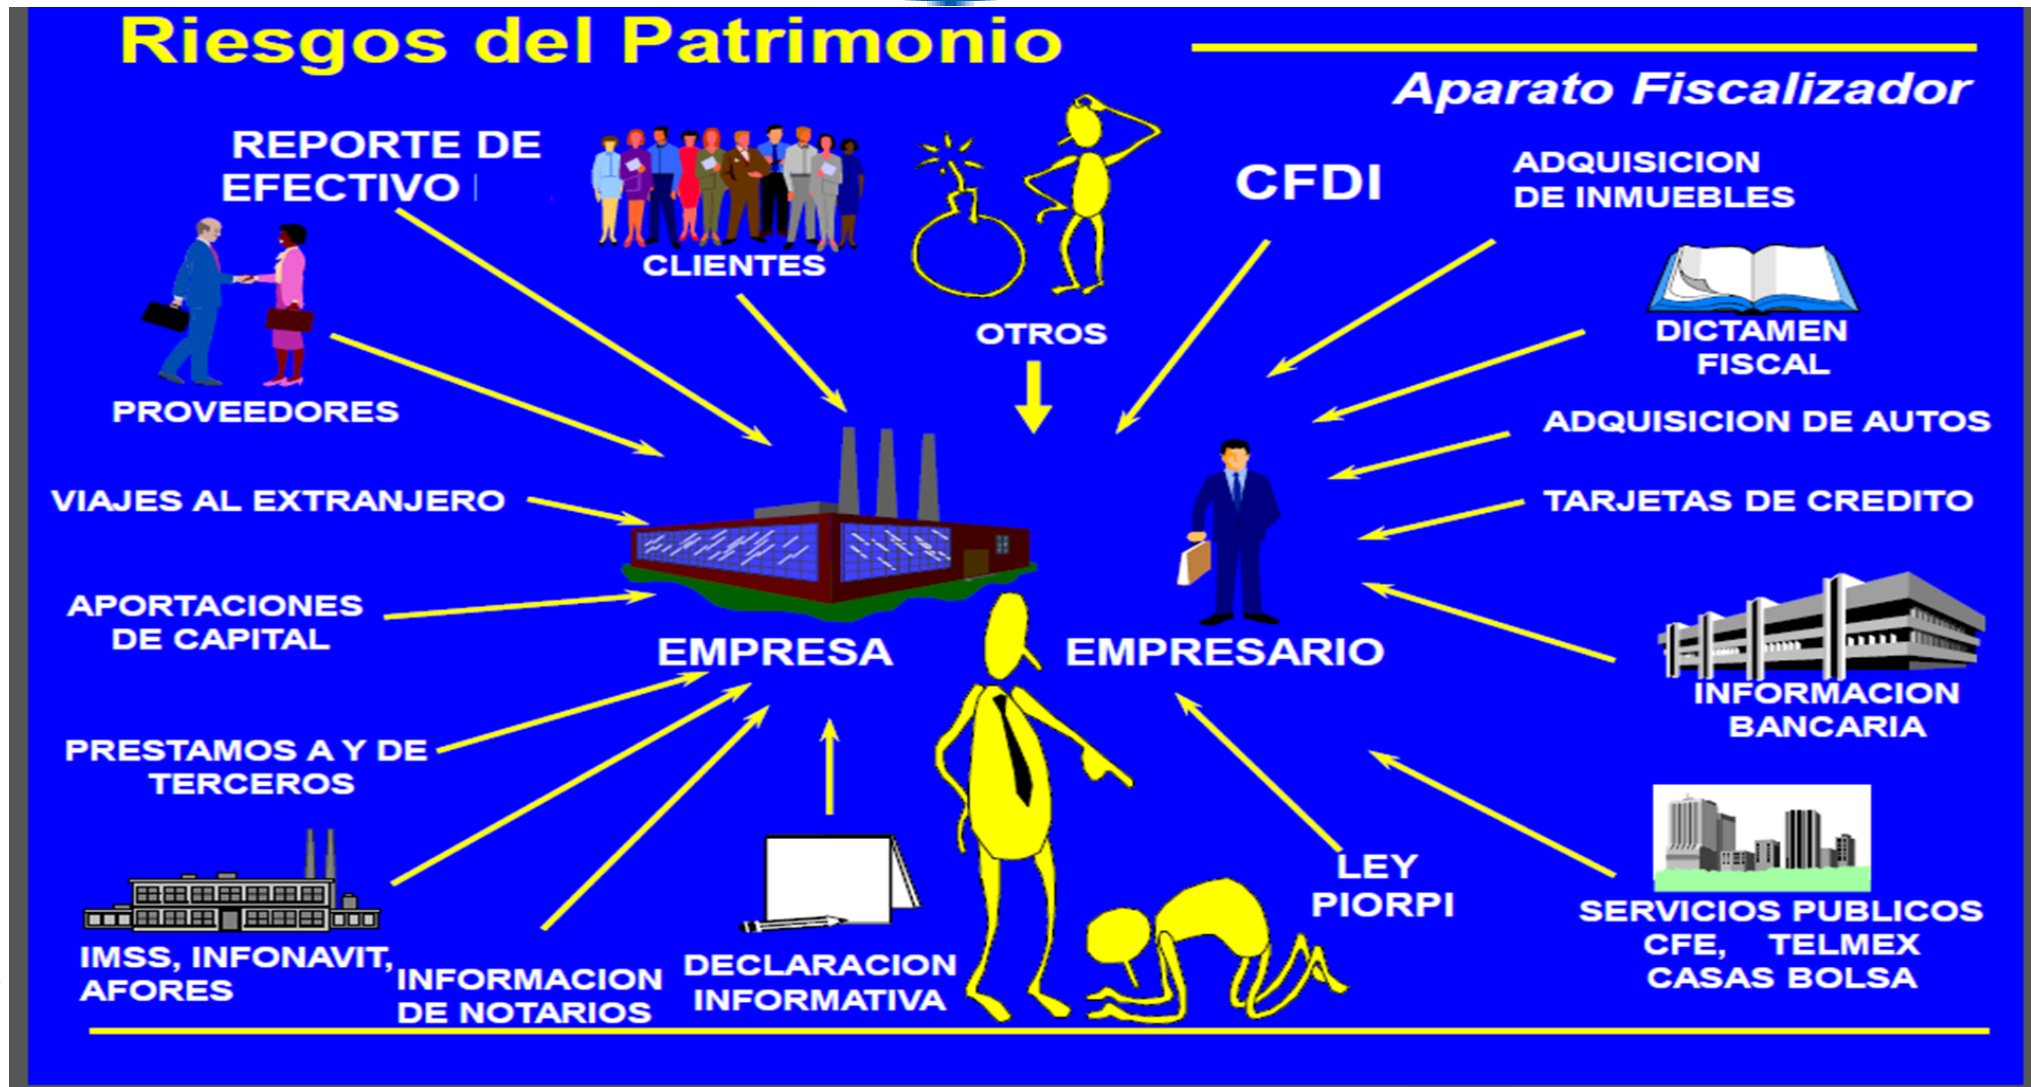 Riesgos del Patrimonio
Aparato Fiscalizador
REPORTE DE
EFECTIVO
CLIENTES
OTROS
CFDI
ADQUISICION
DE INMUEBLES
DICTAMEN
FISCAL
PROVEEDORES
ADQUISICION DE AUTOS
VIAJES AL EXTRANJERO
TARJETAS DE CREDITO
APORTACIONES
DE CAPITAL
EMPRESA
EMPRESARIO
INFORMACION
BANCARIA
PRESTAMOS A Y DE
TERCEROS
LEY
PIORPI
SERVICIOS PUBLICOS
CFE, TELMEX
CASAS BOLSA
IMSS, INFONAVIT,
AFORES
INFORMACION
DE NOTARIOS
DECLARACION
INFORMATIVA